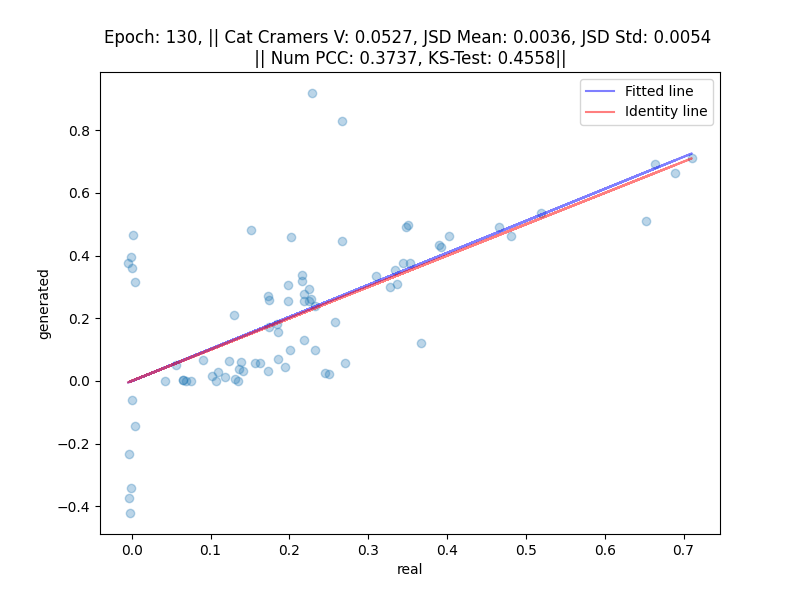 Epoch: 130, || Cat Cramers V: 0.0527, JSD Mean: 0.0036, JSD Std: 0.0054
|| Num PCC: 0.3737, KS-Test: 0.4558||
Fitted line
Identity line
0.8
0.6
0.4
0.2
0.0
−0.2
−0.4
generated
0.0 0.1 0.2 0.3 0.4 0.5 0.6 0.7
real